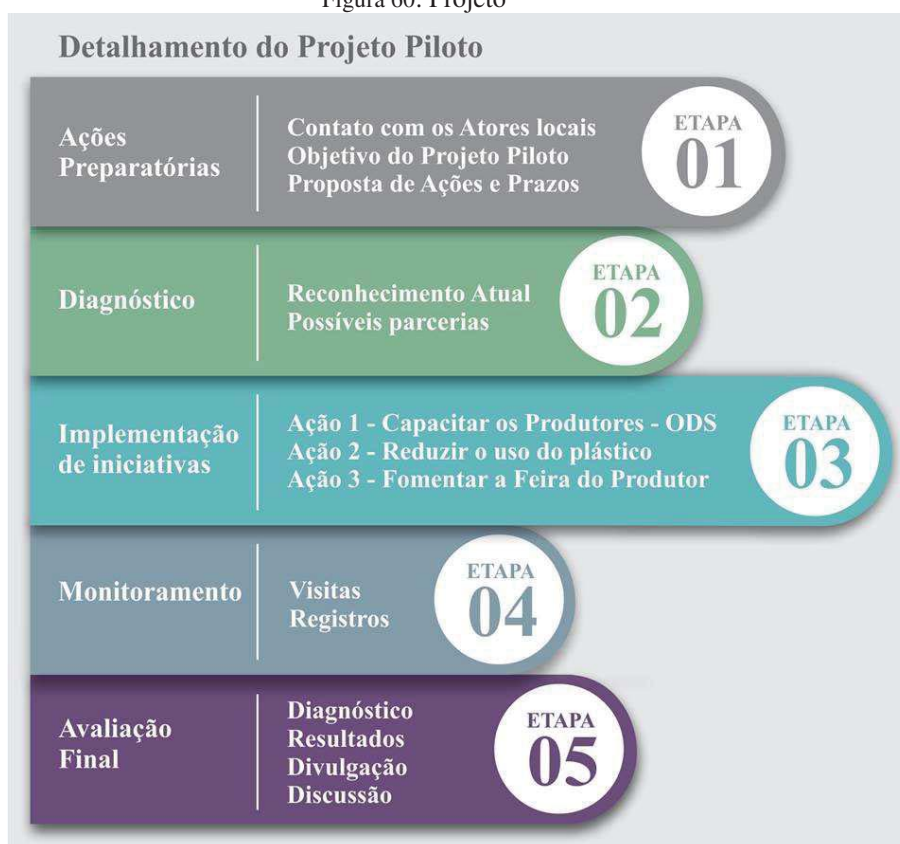 Figura 60: Projeto
Detalhamento do Projeto Piloto
Ações
Preparatórias
Contato com os Atores locais
Objetivo do Projeto Piloto
Proposta de Ações e Prazos
ETAPA
01
Diagnóstico
Reconhecimento Atual
Possíveis parcerias
ETAPA
02
Implementação
de iniciativas
Ação 1 - Capacitar os Produtores - ODS
Ação 2 - Reduzir o uso do plástico
Ação 3 - Fomentar a Feira do Produtor
ETAPA
03
Monitoramento
Visitas
Registros
ETAPA
04
Avaliação
Final
Diagnóstico
Resultados
Divulgação
Discussão
ETAPA
05